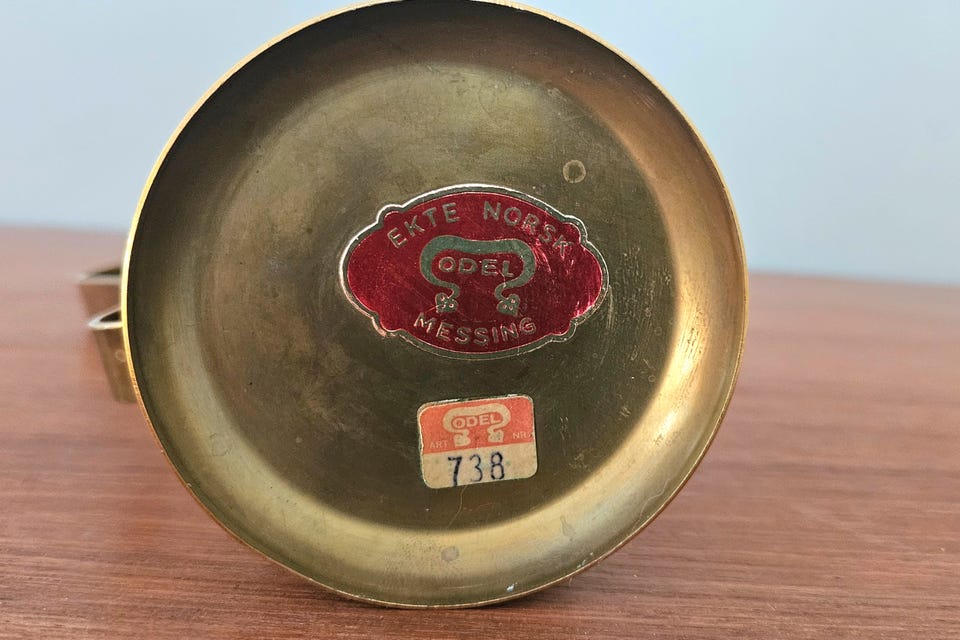 EKTE NORSK
ODEL
MESSING
ODEL
ART NR
738